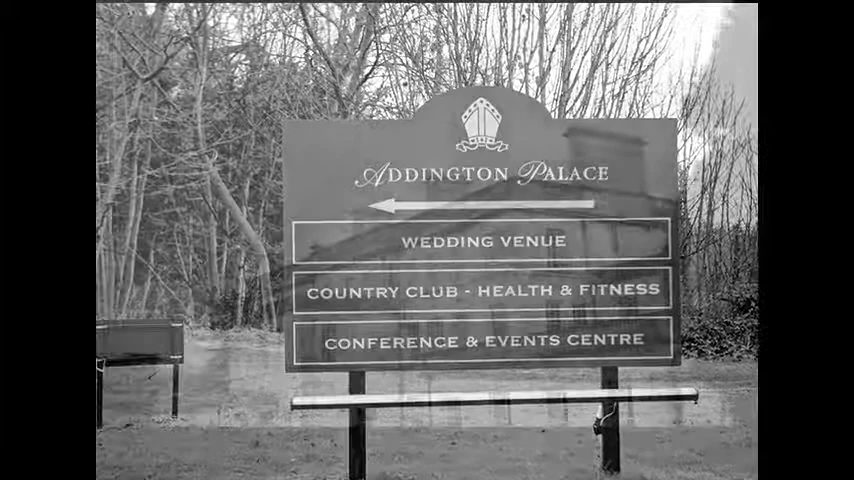 ADDINGTON PALACE
WEDDING VENUE
COUNTRY CLUB - HEALTH & FITNESS
CONFERENCE & EVENTS CENTRE